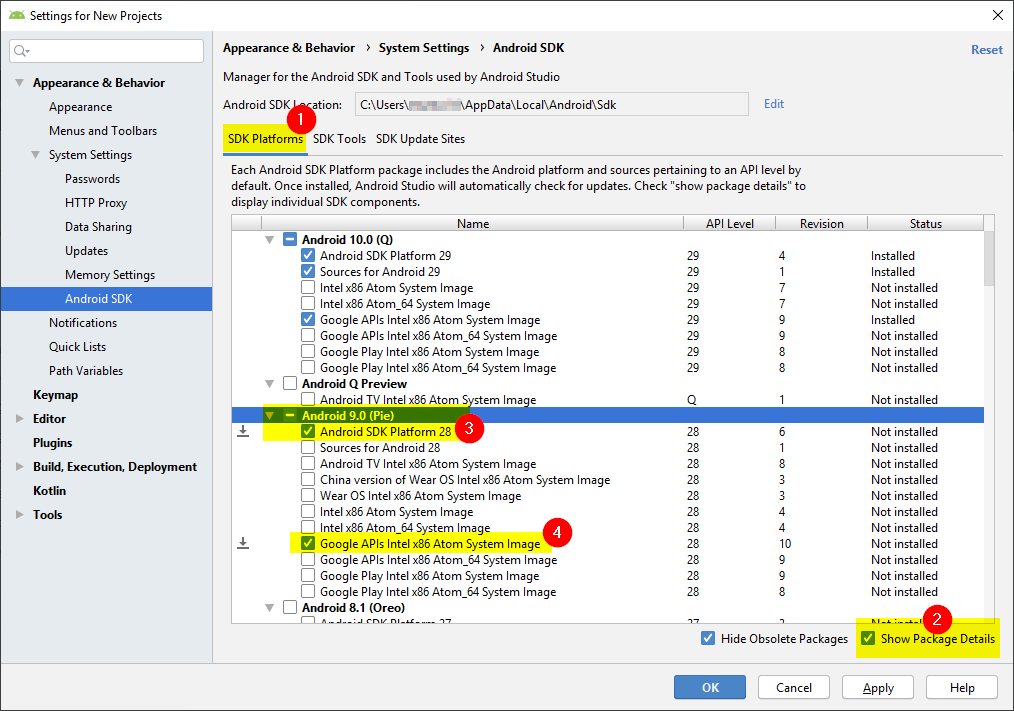 Settings for New Projects
Appearance & Behavior
Appearance
Menus and Toolbars
System Settings
Passwords
HTTP Proxy
Data Sharing
Updates
Memory Settings
Android SDK
Notifications
Quick Lists
Path Variables
Keymap
Editor
Plugins
Build, Execution, Deployment
Kotlin
Tools
Appearance & Behavior › System Settings › Android SDK
Reset
Manager for the Android SDK and Tools used by Android Studio
Android SDK Location: C:\Users\ \AppData\Local\Android\Sdk Edit
1
SDK Platforms SDK Tools SDK Update Sites
Each Android SDK Platform package includes the Android platform and sources pertaining to an API level by
default. Once installed, Android Studio will automatically check for updates. Check "show package details" to
display individual SDK components.
Name API Level Revision Status
Android 10.0 (Q)
Android SDK Platform 29 29 4 Installed
Sources for Android 29 29 1 Installed
Intel x86 Atom System Image 29 7 Not installed
Intel x86 Atom_64 System Image 29 7 Not installed
Google APIs Intel x86 Atom System Image 29 9 Installed
Google APIs Intel x86 Atom_64 System Image 29 9 Not installed
Google Play Intel x86 Atom System Image 29 8 Not installed
Google Play Intel x86 Atom_64 System Image 29 8 Not installed
Android Q Preview
Android TV Intel x86 Atom System Image Q 1 Not installed
Android 9.0 (Pie)
Android SDK Platform 28 28 6 Not installed
3
Sources for Android 28 28 1 Not installed
Android TV Intel x86 Atom System Image 28 8 Not installed
China version of Wear OS Intel x86 Atom System Image 28 3 Not installed
Wear OS Intel x86 Atom System Image 28 3 Not installed
Intel x86 Atom System Image 28 4 Not installed
Intel x86 Atom_64 System Image 28 4 Not installed
4
Google APIs Intel x86 Atom System Image 28 10 Not installed
Google APIs Intel x86 Atom_64 System Image 28 9 Not installed
Google Play Intel x86 Atom System Image 28 9 Not installed
Google Play Intel x86 Atom_64 System Image 28 8 Not installed
Android 8.1 (Oreo)
Android SDK Platform 27 27 3
2
Hide Obsolete Packages Show Package Details
OK Cancel Apply Help